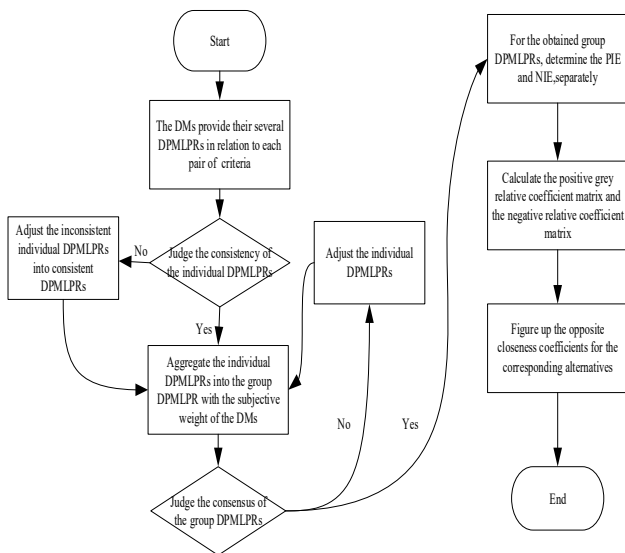 Start
The DMs provide their several
DPMLPRs in relation to each
pair of criteria
Judge the consistency of
the individual DPMLPRs
No
Adjust the inconsistent
individual DPMLPRs
into consistent
DPMLPRs
Yes
Aggregate the individual
DPMLPRs into the group
DPMLPR with the subjective
weight of the DMs
Adjust the individual
DPMLPRs
Judge the consensus of
the group DPMLPRs
No
Yes
For the obtained group
DPMLPRs, determine the PIE
and NIE,separately
Calculate the positive grey
relative coefficient matrix and
the negative relative coefficient
matrix
Figure up the opposite
closeness coefficients for the
corresponding alternatives
End